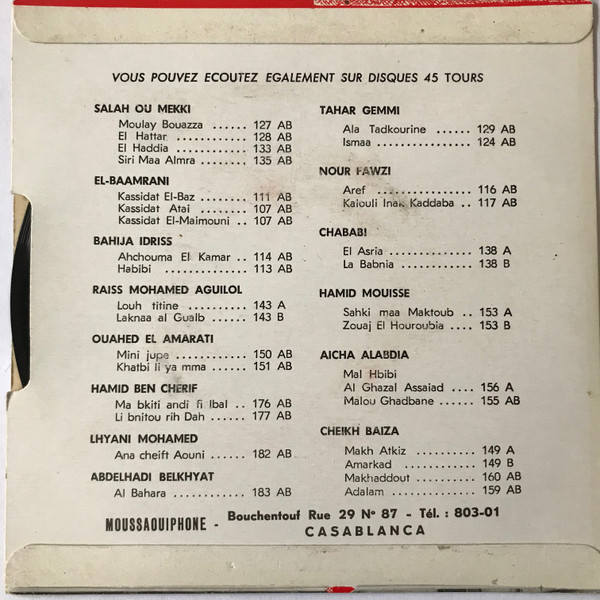 VOUS POUVEZ ECOUTEZ EGALEMENT SUR DISQUES 45 TOURS
SALAH OU MEKKI
Moulay Bouazza ...... 127 AB
El Hattar ............ 128 AB
El Haddia ........... 133 AB
Siri Maa Almra ........ 135 AB
EL-BAAMRANI
Kassidat El-Baz ........ 111 AB
Kassidat Atai ........ 107 AB
Kassidat El-Maimouni .. 107 AB
BAHIJA IDRISS
Ahchouma El Kamar .. 114 AB
Habibi ............. 113 AB
RAISS MOHAMED AGUILOL
Louh titine .......... 143 A
Laknaa al Gualb ...... 143 B
OUAHED EL AMARATI
Mini jupe ............ 150 AB
Khatbi li ya mma ...... 151 AB
HAMID BEN CHERIF
Ma bkiti andi fi lbal .. 176 AB
Li bnitou rih Dah ...... 177 AB
LHYANI MOHAMED
Ana cheift Aouni ...... 182 AB
ABDELHADI BELKHYAT
Al Bahara ............ 183 AB
TAHAR GEMMI
Ala Tadkourine ...... 129 AB
Ismaa ................ 124 AB
NOUR FAWZI
Aref ............... 116 AB
Kalouli Inak Kaddaba .. 117 AB
CHABABI
El Asria ............. 138 A
La Babnia ............ 138 B
HAMID MOUISSE
Sahki maa Maktoub .. 153 A
Zouaj El Houroubia .... 153 B
AICHA ALABDIA
Mal Hbibi
Al Ghazal Assaiad .... 156 A
Malou Ghadbane ...... 155 AB
CHEIKH BAIZA
Makh Atkiz .......... 149 A
Amarkad ............. 149 B
Makhaddout .......... 160 AB
Adalam .............. 159 AB
MOUSSAOUIPHONE - Bouchentouf Rue 29 N° 87 - Tél. : 803-01
CASABLANCA